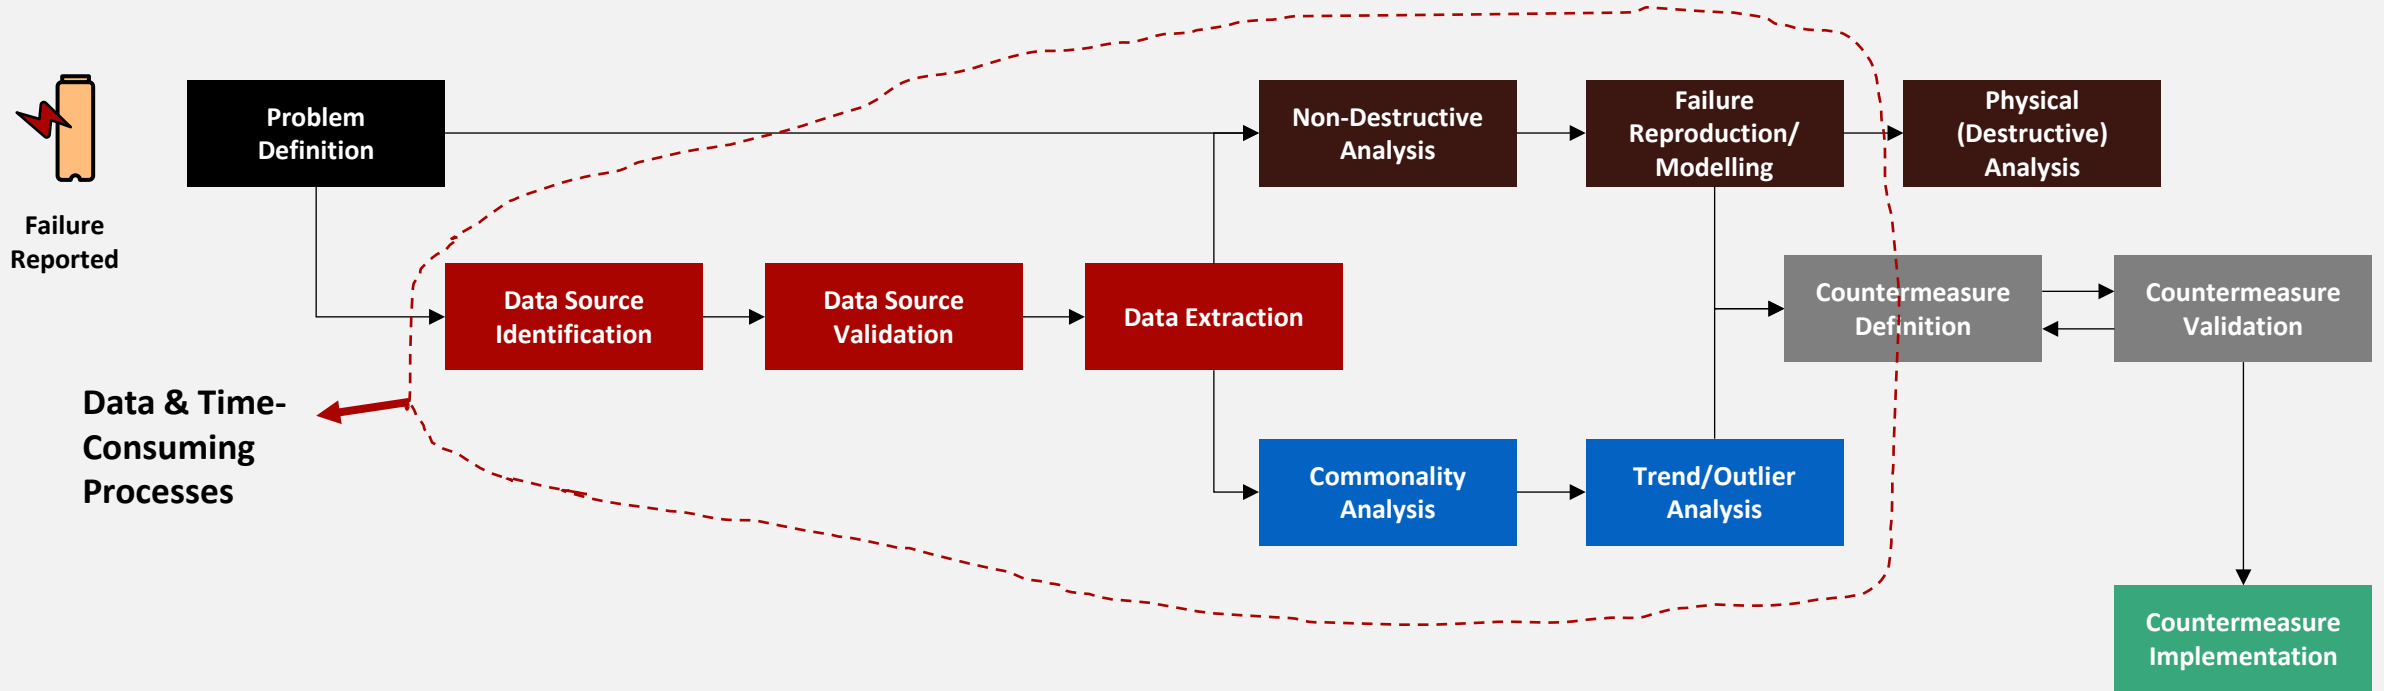 Failure
Reported
Problem
Definition
Non-Destructive
Analysis
Failure
Reproduction/
Modelling
Physical
(Destructive)
Analysis
Data Source
Identification
Data Source
Validation
Data Extraction
Countermeasure
Definition
Countermeasure
Validation
Data & Time-
Consuming
Processes
Commonality
Analysis
Trend/Outlier
Analysis
Countermeasure
Implementation